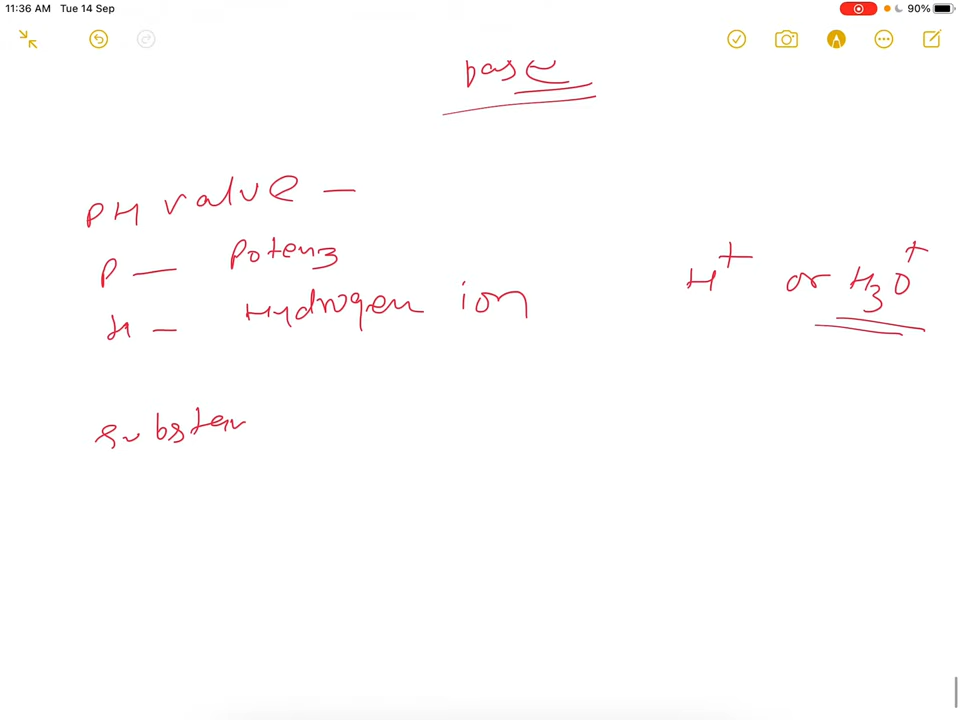 11:36 AM Tue 14 Sep 90%
base
PH value —
P — Potenz
H — Hydrogen ion
H+ or H3O+
substan